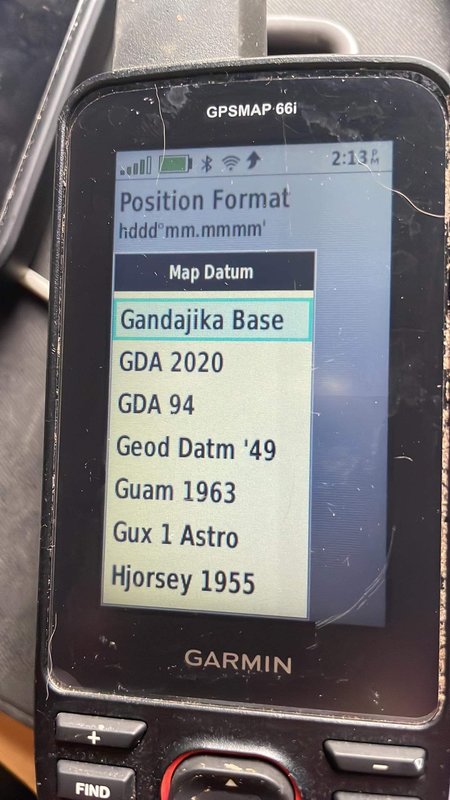 GPSMAP 66i
2:13 PM
Position Format
hddd°mm.mmmm'
Map Datum
Gandajika Base
GDA 2020
GDA 94
Geod Datm '49
Guam 1963
Gux 1 Astro
Hjorsey 1955
GARMIN
+
-
FIND